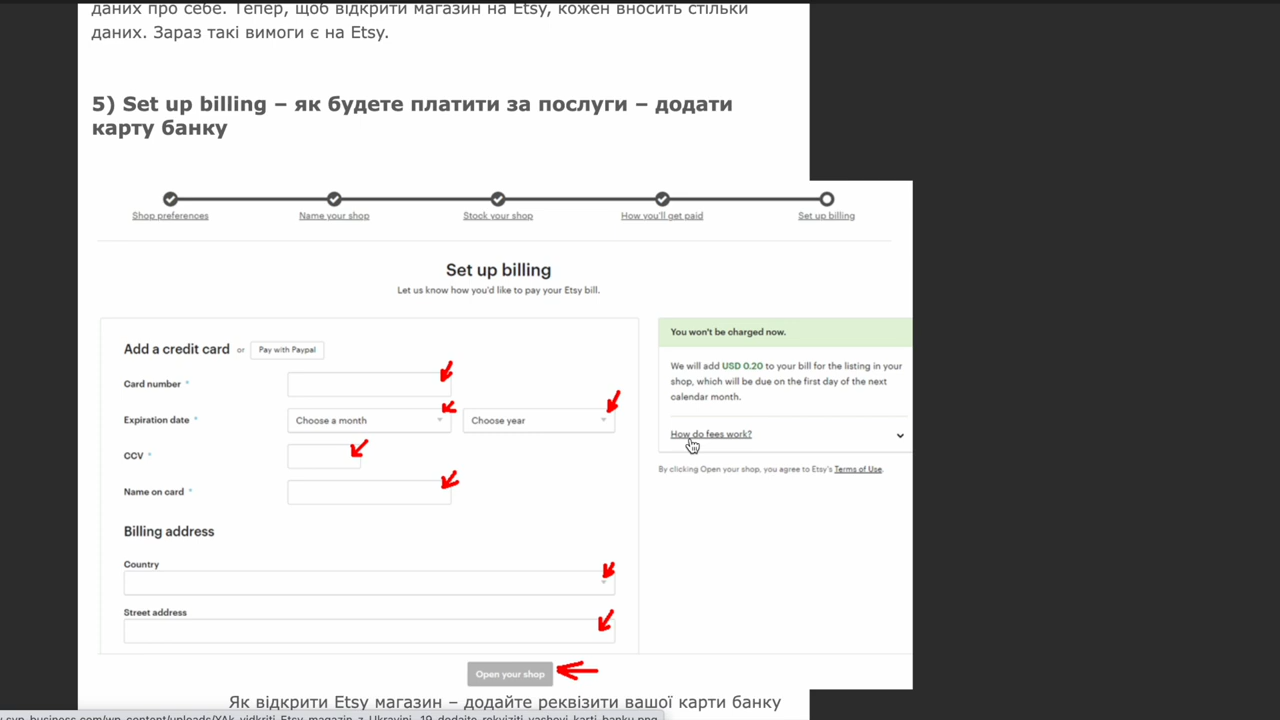 даних про себе. Тепер, щоб відкрити магазин на Etsy, кожен вносить стільки
даних. Зараз такі вимоги є на Etsy.
5) Set up billing – як будете платити за послуги – додати
карту банку
Shop preferences
Name your shop
Stock your shop
How you'll get paid
Set up billing
Set up billing
Let us know how you'd like to pay your Etsy bill.
Add a credit card or Pay with Paypal
Card number *
Expiration date * Choose a month Choose year
CCV *
Name on card *
Billing address
Country
Street address
You won't be charged now.
We will add USD 0.20 to your bill for the listing in your
shop, which will be due on the first day of the next
calendar month.
How do fees work?
By clicking Open your shop, you agree to Etsy's Terms of Use.
Open your shop
Як відкрити Etsy магазин – додайте реквізити вашої карти банку